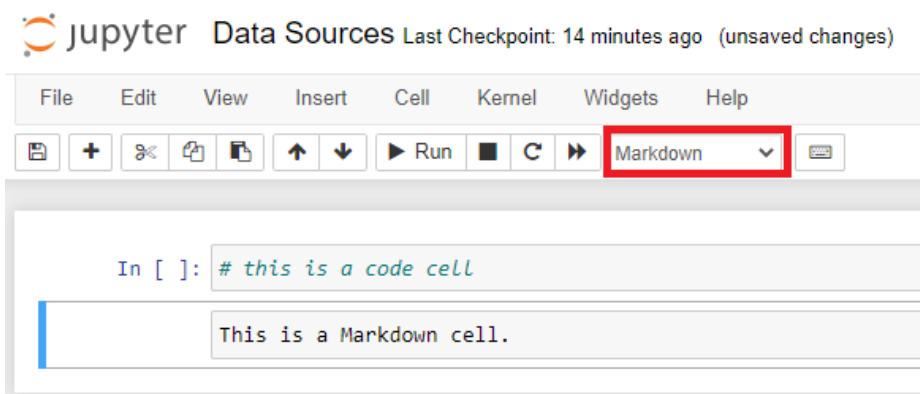 jupyter Data Sources Last Checkpoint: 14 minutes ago (unsaved changes)
File Edit View Insert Cell Kernel Widgets Help
Run Markdown
In [ ]: # this is a code cell
This is a Markdown cell.